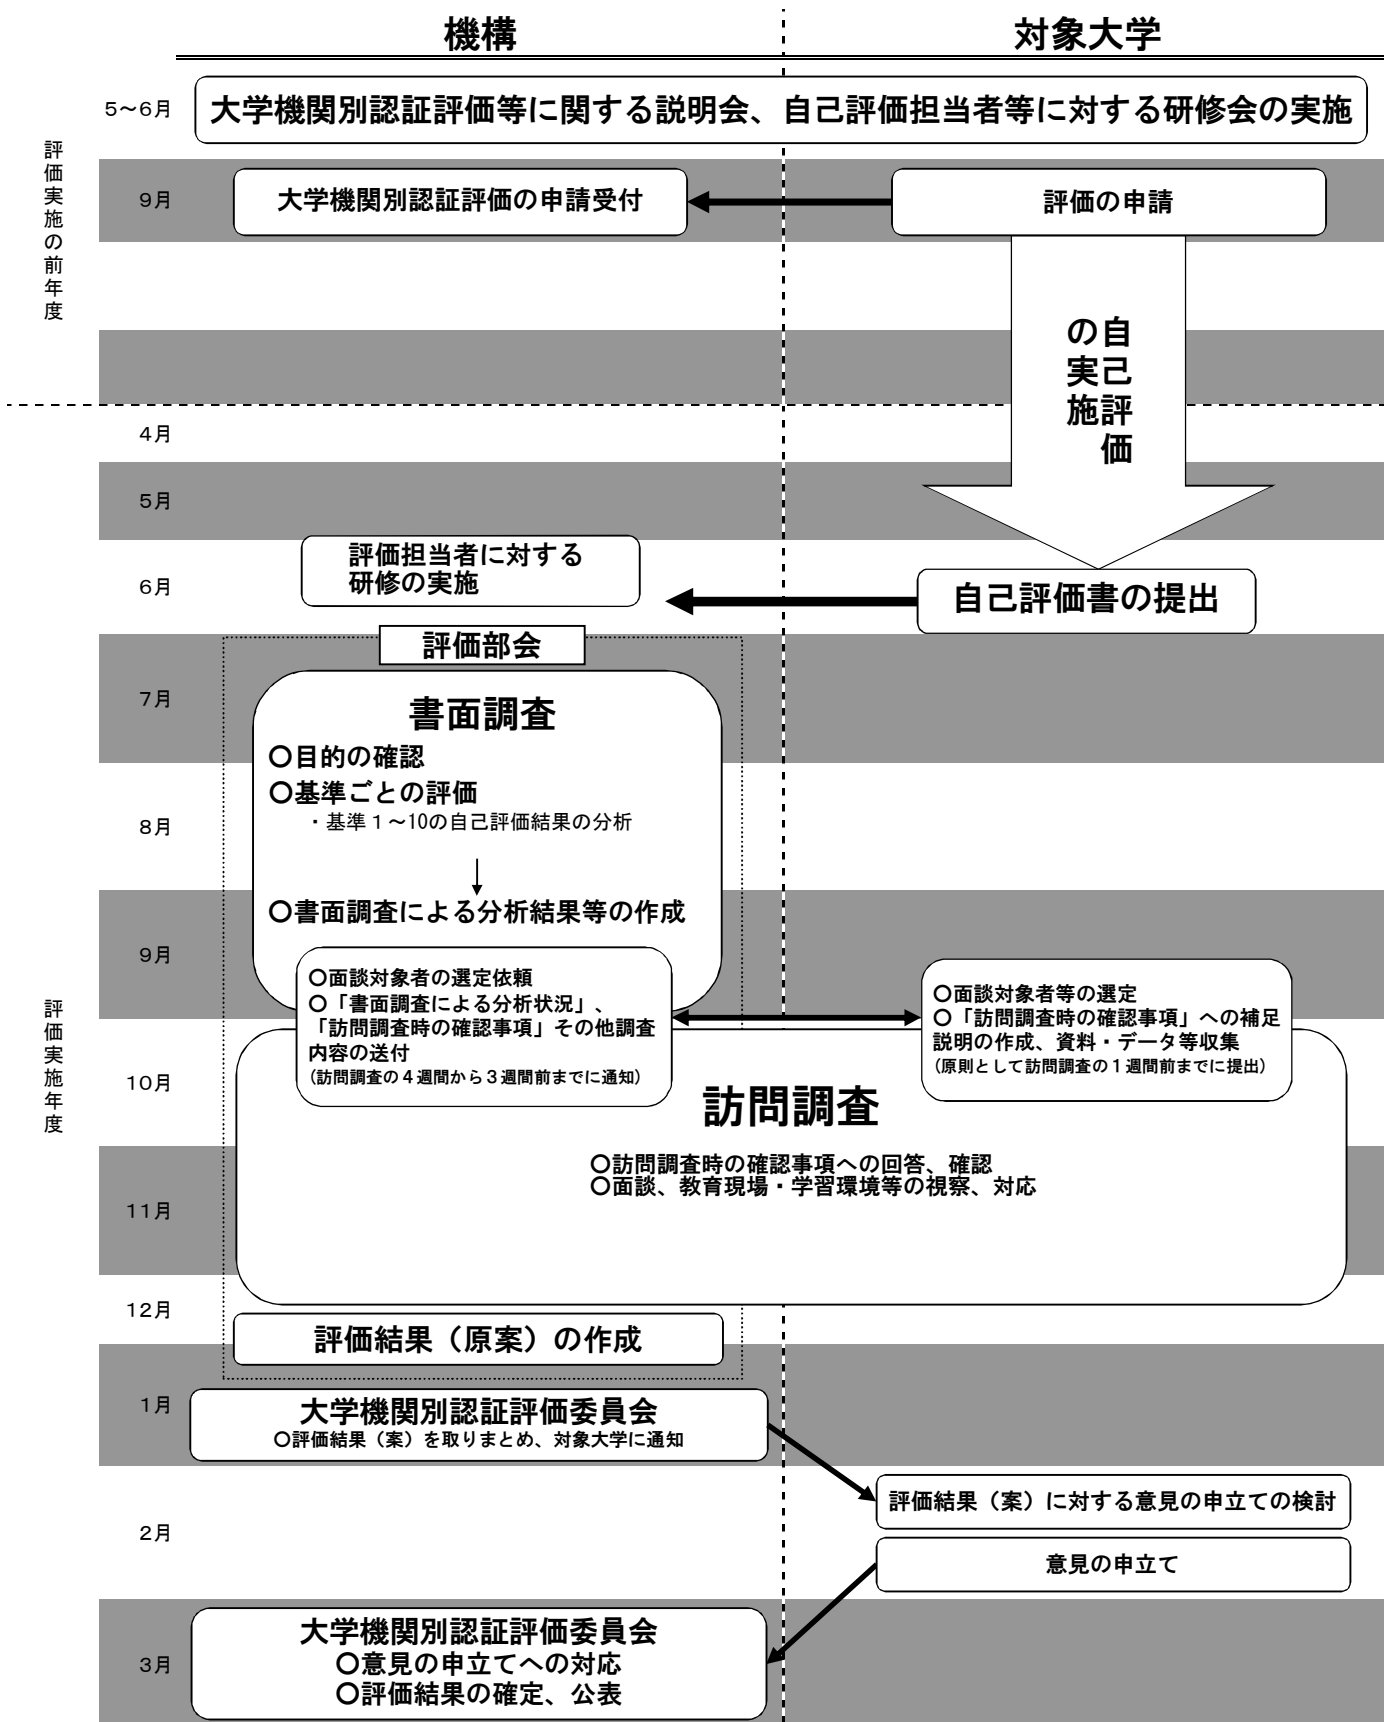 機構
対象大学
評価実施の前年度
5～6月
大学機関別認証評価等に関する説明会、自己評価担当者等に対する研修会の実施
9月
大学機関別認証評価の申請受付
評価の申請
自己評価
の実施
評価実施年度
4月
5月
6月
評価担当者に対する
研修の実施
自己評価書の提出
評価部会
7月
書面調査
○目的の確認
○基準ごとの評価
・基準１～10の自己評価結果の分析
8月
○書面調査による分析結果等の作成
9月
○面談対象者の選定依頼
○「書面調査による分析状況」、
「訪問調査時の確認事項」その他調査
内容の送付
(訪問調査の４週間から３週間前までに通知)
○面談対象者等の選定
○「訪問調査時の確認事項」への補足
説明の作成、資料・データ等収集
(原則として訪問調査の１週間前までに提出)
10月
訪問調査
○訪問調査時の確認事項への回答、確認
○面談、教育現場・学習環境等の視察、対応
11月
12月
評価結果（原案）の作成
1月
大学機関別認証評価委員会
○評価結果（案）を取りまとめ、対象大学に通知
評価結果（案）に対する意見の申立ての検討
2月
意見の申立て
3月
大学機関別認証評価委員会
○意見の申立てへの対応
○評価結果の確定、公表